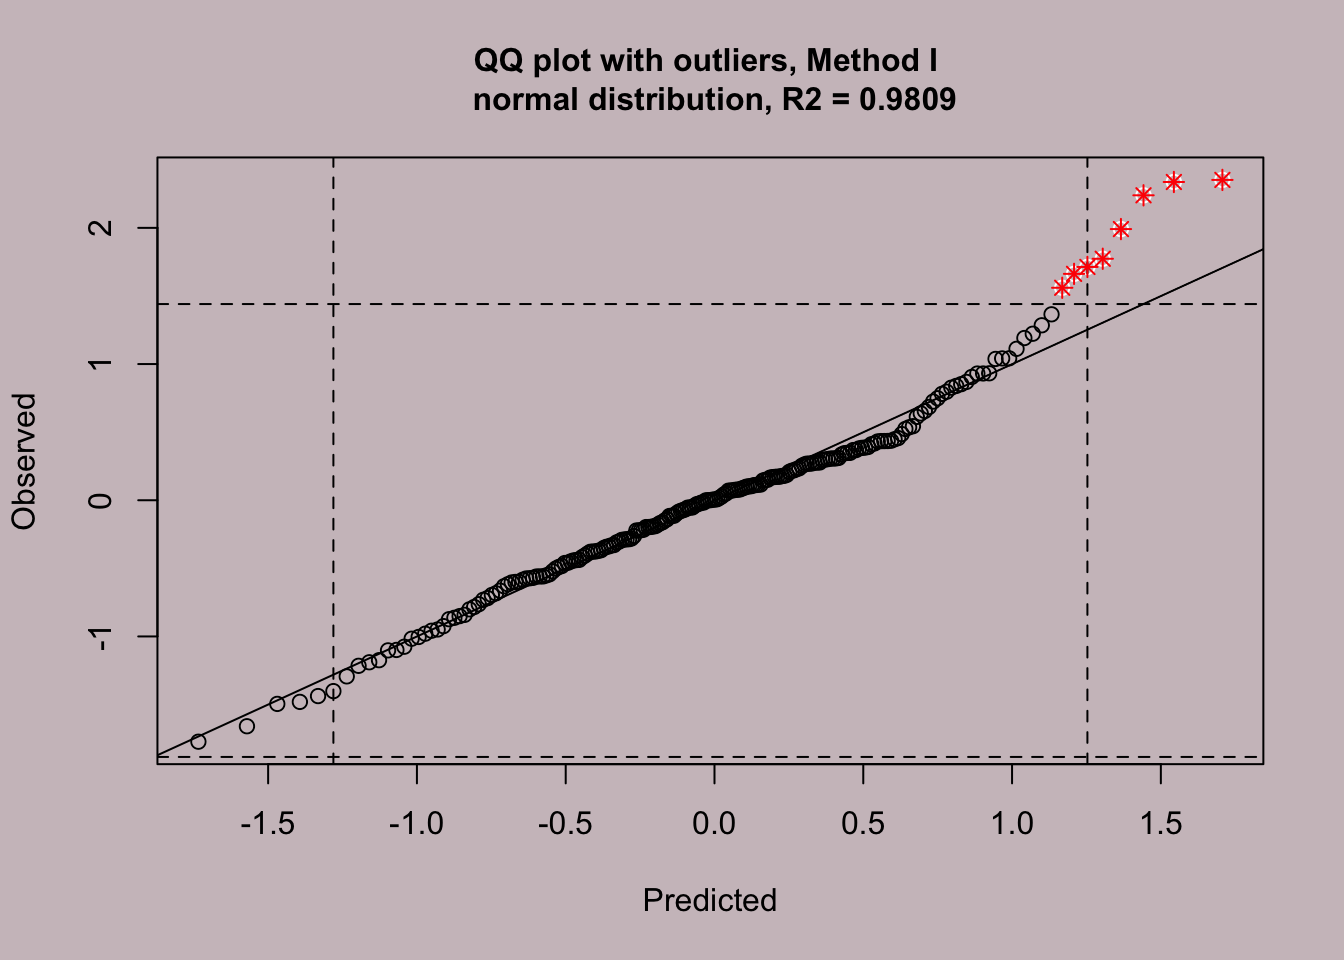 QQ plot with outliers, Method I
normal distribution, R2 = 0.9809
2
1
0
-1
Observed
-1.5 -1.0 -0.5 0.0 0.5 1.0 1.5
Predicted